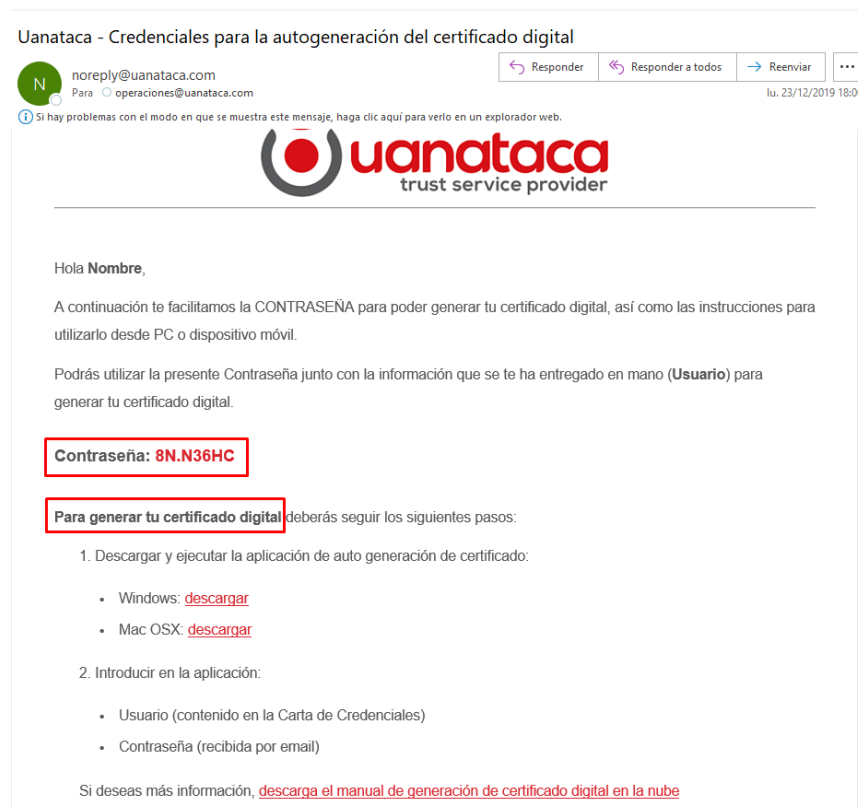 Uanataca - Credenciales para la autogeneración del certificado digital
N
noreply@uanataca.com
Para operaciones@uanataca.com
Responder
Responder a todos
Reenviar
lu. 23/12/2019 18:0
Si hay problemas con el modo en que se muestra este mensaje, haga clic aquí para verlo en un explorador web.
uanataca
trust service provider
Hola Nombre,
A continuación te facilitamos la CONTRASEÑA para poder generar tu certificado digital, así como las instrucciones para
utilizarlo desde PC o dispositivo móvil.
Podrás utilizar la presente Contraseña junto con la información que se te ha entregado en mano (Usuario) para
generar tu certificado digital.
Contraseña: 8N.N36HC
Para generar tu certificado digital deberás seguir los siguientes pasos:
1. Descargar y ejecutar la aplicación de auto generación de certificado:
• Windows: descargar
• Mac OSX: descargar
2. Introducir en la aplicación:
• Usuario (contenido en la Carta de Credenciales)
• Contraseña (recibida por email)
Si deseas más información, descarga el manual de generación de certificado digital en la nube